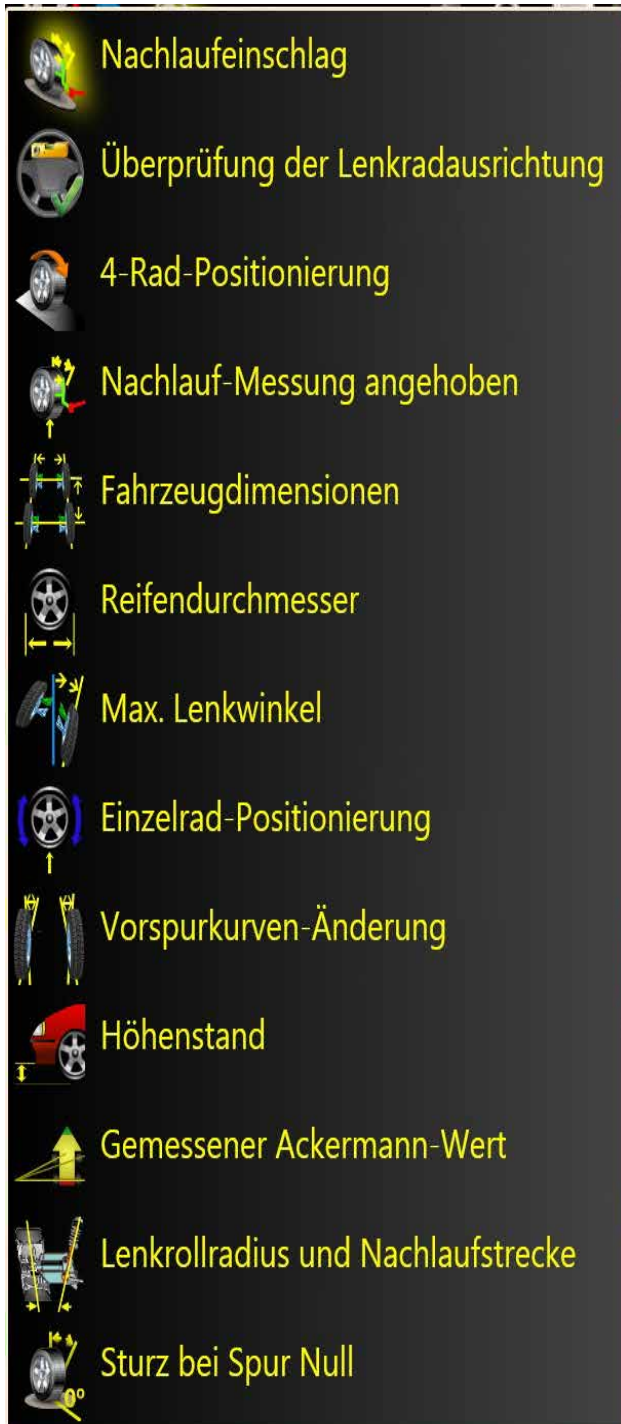 Nachlaufeinschlag
Überprüfung der Lenkradausrichtung
4-Rad-Positionierung
Nachlauf-Messung angehoben
Fahrzeugdimensionen
Reifendurchmesser
Max. Lenkwinkel
Einzelrad-Positionierung
Vorspurkurven-Änderung
Höhenstand
Gemessener Ackermann-Wert
Lenkrollradius und Nachlaufstrecke
Sturz bei Spur Null
0°